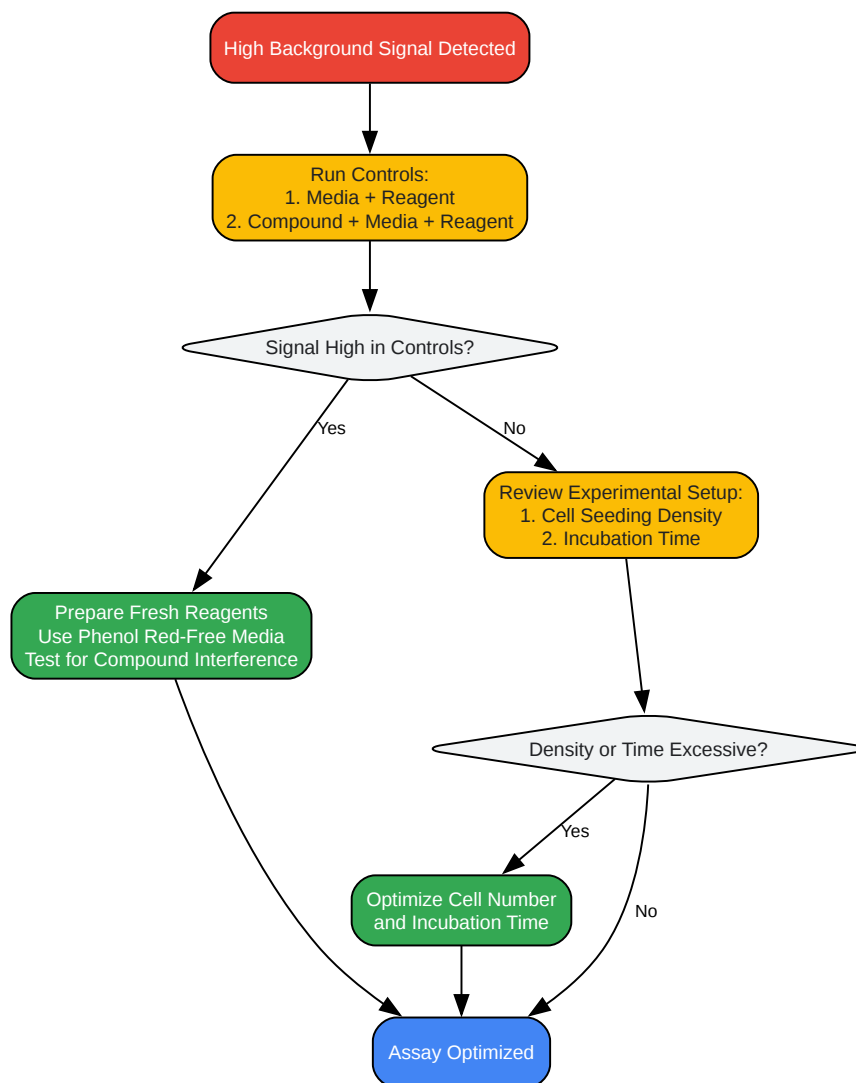 High Background Signal Detected
Run Controls:
1. Media + Reagent
2. Compound + Media + Reagent
Signal High in Controls?
Yes
No
Review Experimental Setup:
1. Cell Seeding Density
2. Incubation Time
Prepare Fresh Reagents
Use Phenol Red-Free Media
Test for Compound Interference
Density or Time Excessive?
Yes
Optimize Cell Number
and Incubation Time
No
Assay Optimized